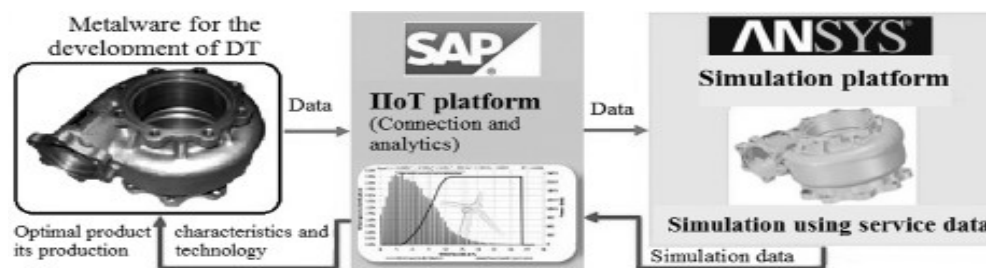 Metalware for the
development of DT
Data
Optimal product characteristics and
its production technology
SAP
IIoT platform
(Connection and
analytics)
Data
ANSYS
Simulation platform
Simulation using service data
Simulation data